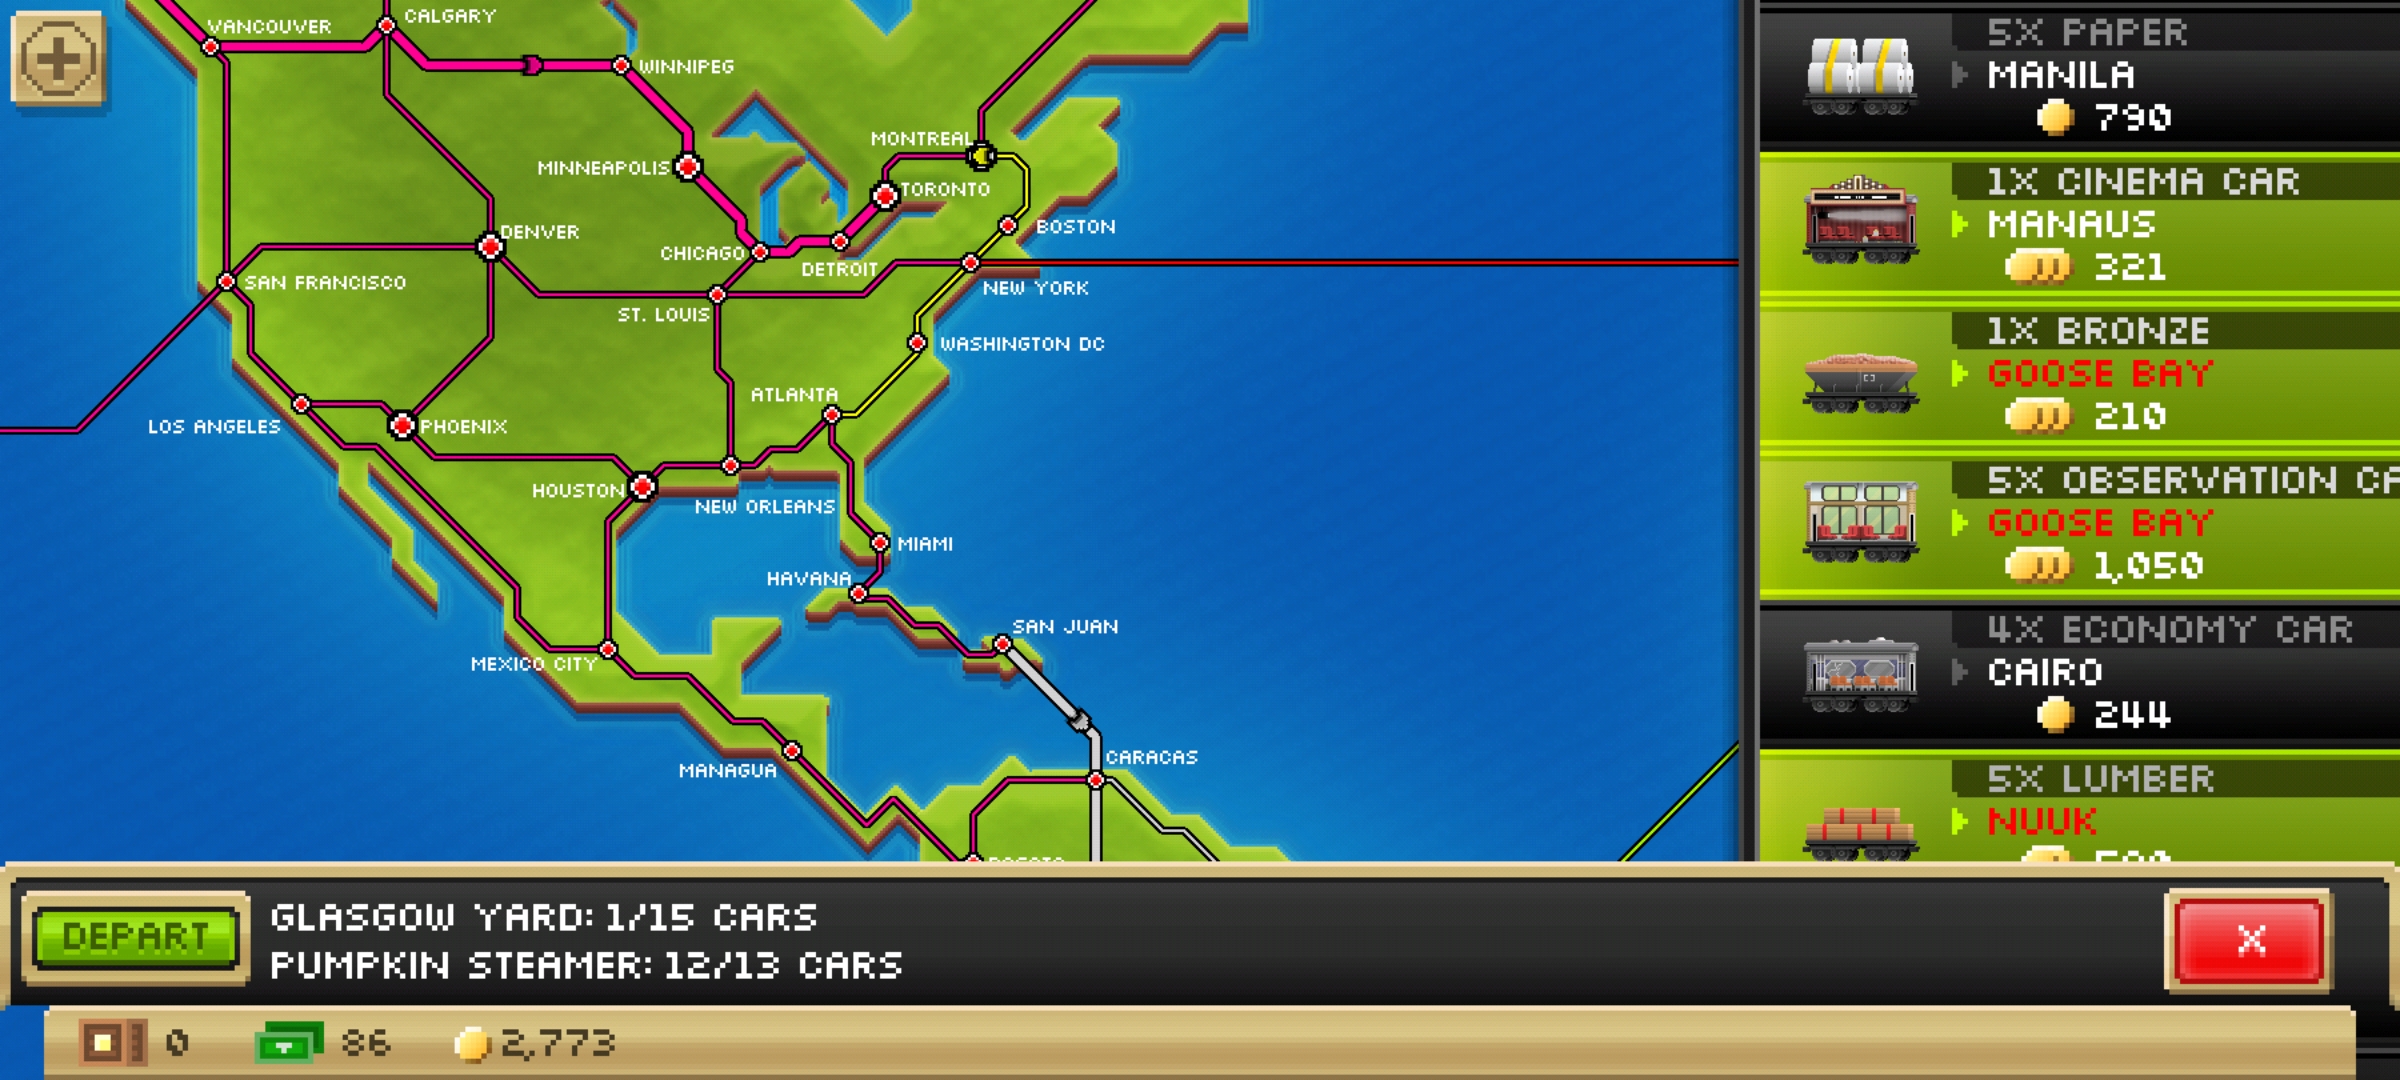 VANCOUVER
CALGARY
WINNIPEG
MINNEAPOLIS
MONTREAL
TORONTO
BOSTON
DENVER
CHICAGO
DETROIT
NEW YORK
SAN FRANCISCO
ST. LOUIS
WASHINGTON DC
ATLANTA
LOS ANGELES
PHOENIX
HOUSTON
NEW ORLEANS
MIAMI
HAVANA
SAN JUAN
MEXICO CITY
MANAGUA
CARACAS
5X PAPER
MANILA
790
1X CINEMA CAR
MANAUS
321
1X BRONZE
GOOSE BAY
210
5X OBSERVATION CA
GOOSE BAY
1,050
4X ECONOMY CAR
CAIRO
244
5X LUMBER
NUUK
DEPART
GLASGOW YARD: 1/15 CARS
PUMPKIN STEAMER: 12/13 CARS
X
0
86
2,773